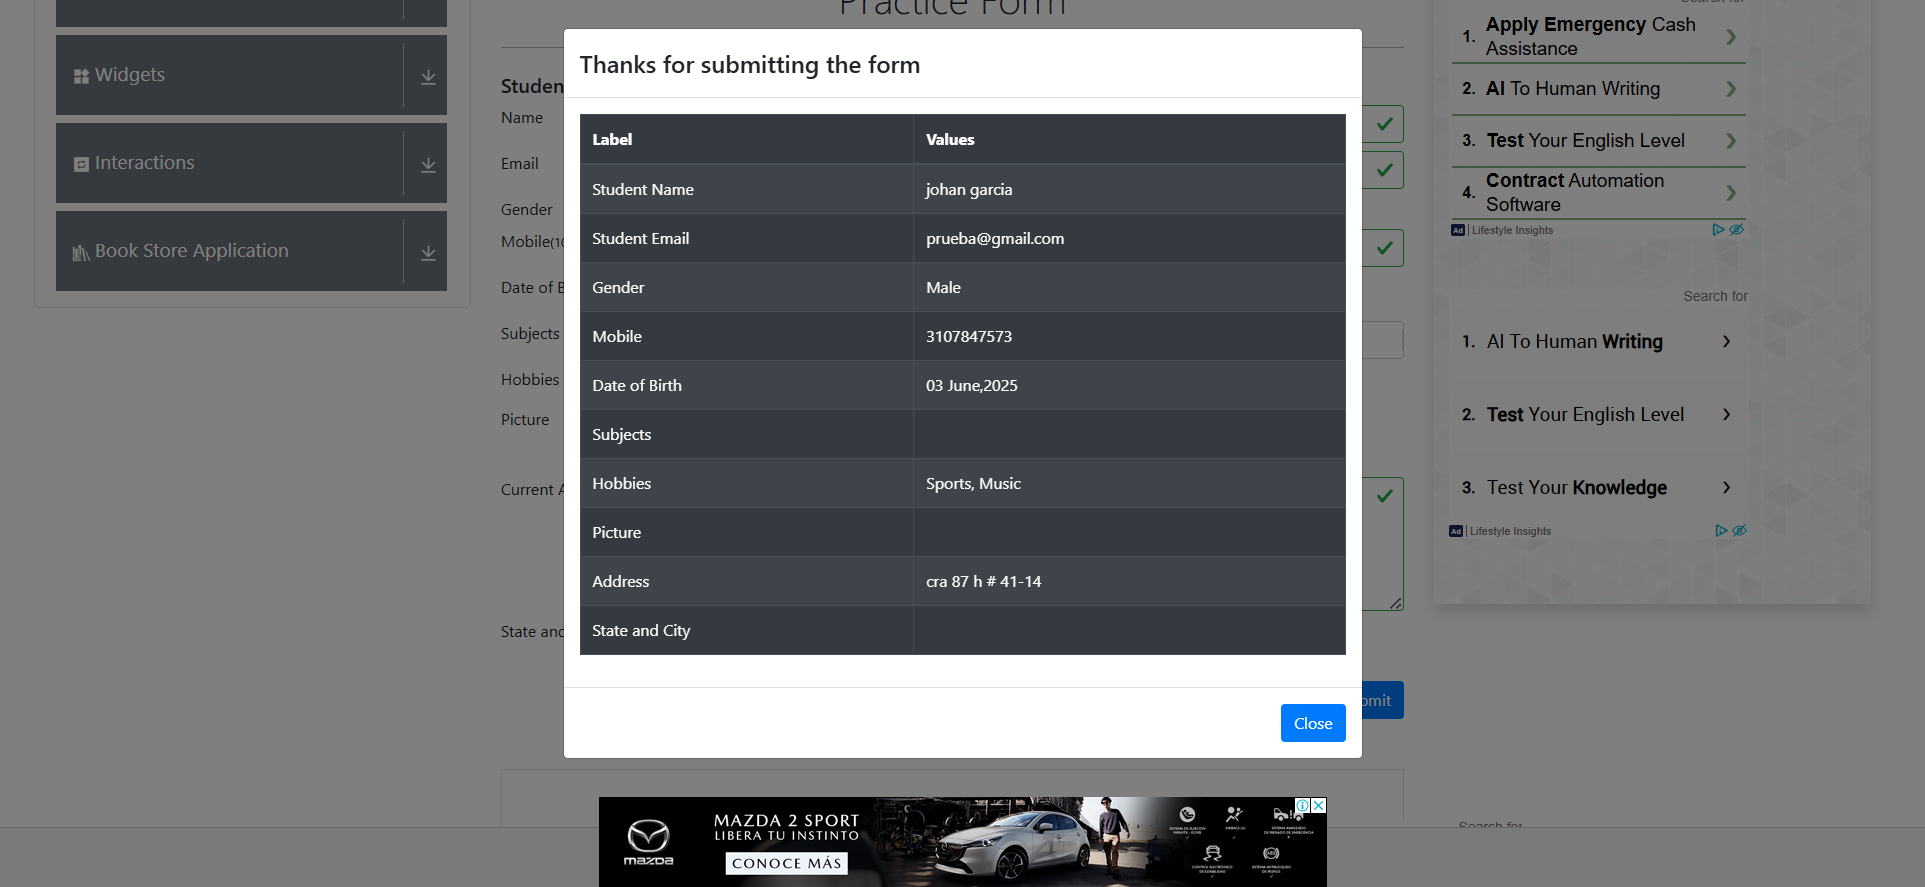 Practice Form
Widgets
Interactions
Book Store Application
Studen
Name
Email
Gender
Mobile(10
Date of B
Subjects
Hobbies
Picture
Current A
State and
Thanks for submitting the form
Label Values
Student Name johan garcia
Student Email prueba@gmail.com
Gender Male
Mobile 3107847573
Date of Birth 03 June,2025
Subjects
Hobbies Sports, Music
Picture
Address cra 87 h # 41-14
State and City
Close
omit
Search for
1. Apply Emergency Cash
Assistance
2. AI To Human Writing
3. Test Your English Level
4. Contract Automation
Software
Ad | Lifestyle Insights
Search for
1. AI To Human Writing
2. Test Your English Level
3. Test Your Knowledge
Ad | Lifestyle Insights
Search for
mazda
MAZDA 2 SPORT
LIBERA TU INSTINTO
CONOCE MÁS